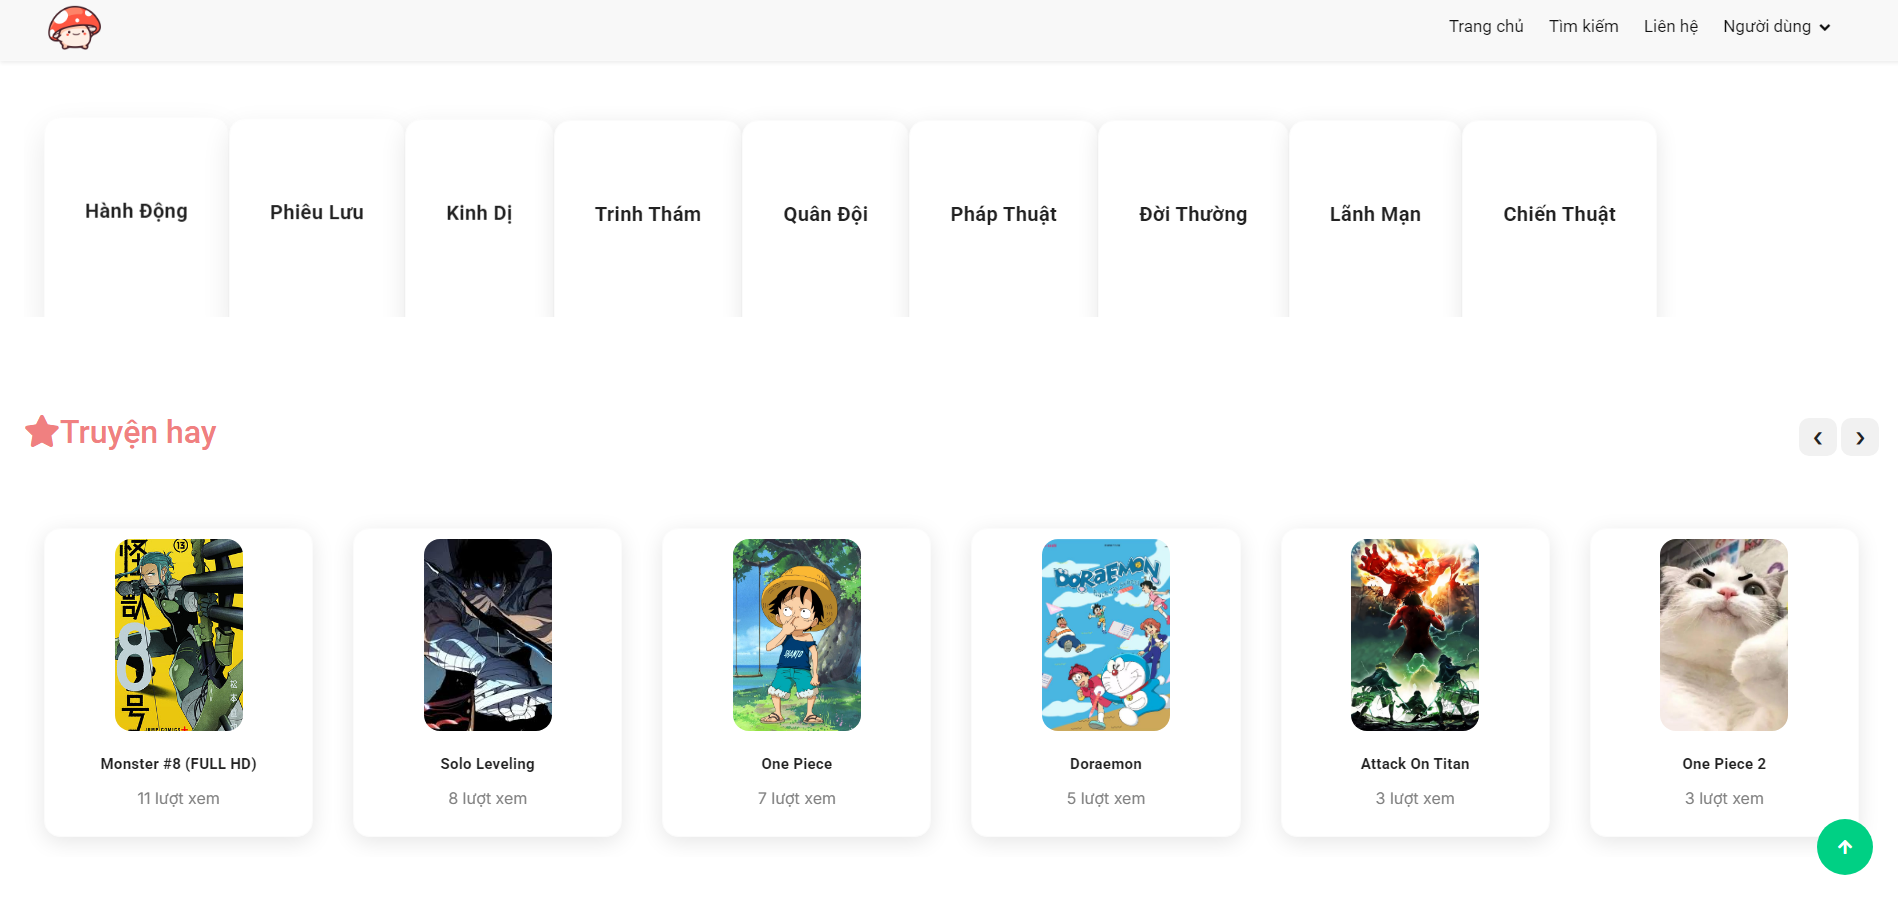 Trang chủ Tìm kiếm Liên hệ Người dùng
Hành Động Phiêu Lưu Kinh Dị Trinh Thám Quân Đội Pháp Thuật Đời Thường Lãnh Mạn Chiến Thuật
Truyện hay
13
怪
獣
8
号
DORAEMON
Monster #8 (FULL HD) Solo Leveling One Piece Doraemon Attack On Titan One Piece 2
11 lượt xem 8 lượt xem 7 lượt xem 5 lượt xem 3 lượt xem 3 lượt xem